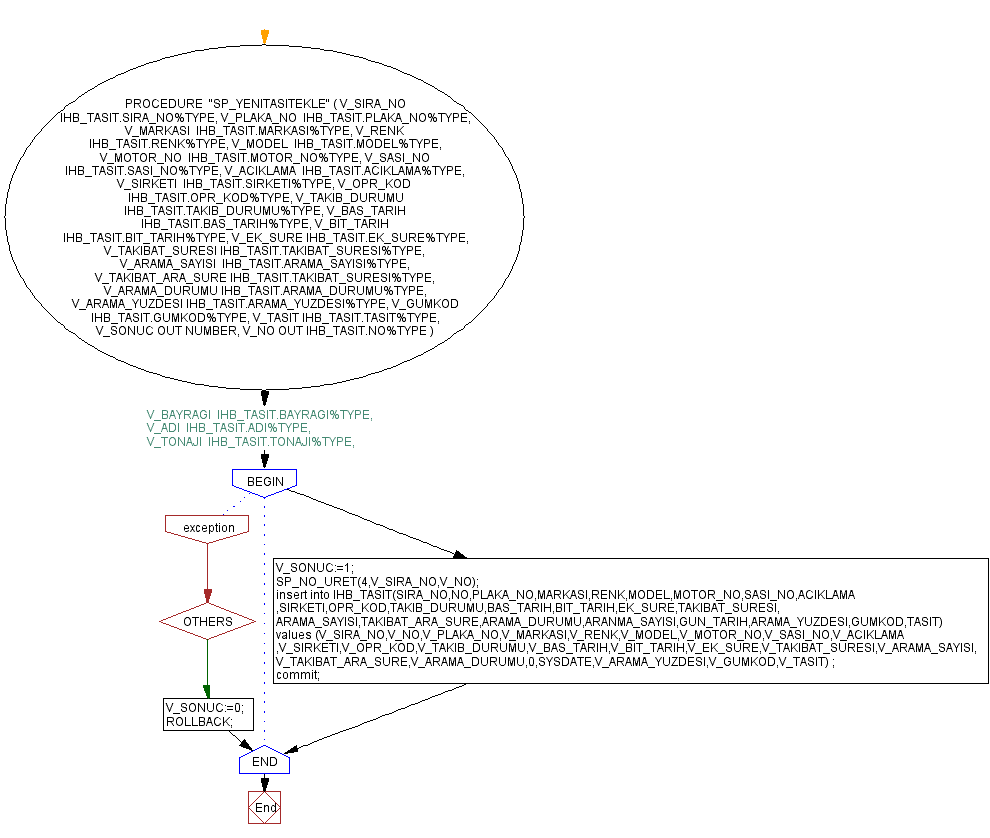 PROCEDURE "SP_YENITASITEKLE" ( V_SIRA_NO
IHB_TASIT.SIRA_NO%TYPE, V_PLAKA_NO IHB_TASIT.PLAKA_NO%TYPE,
V_MARKASI IHB_TASIT.MARKASI%TYPE, V_RENK
IHB_TASIT.RENK%TYPE, V_MODEL IHB_TASIT.MODEL%TYPE,
V_MOTOR_NO IHB_TASIT.MOTOR_NO%TYPE, V_SASI_NO
IHB_TASIT.SASI_NO%TYPE, V_ACIKLAMA IHB_TASIT.ACIKLAMA%TYPE,
V_SIRKETI IHB_TASIT.SIRKETI%TYPE, V_OPR_KOD
IHB_TASIT.OPR_KOD%TYPE, V_TAKIB_DURUMU
IHB_TASIT.TAKIB_DURUMU%TYPE, V_BAS_TARIH
IHB_TASIT.BAS_TARIH%TYPE, V_BIT_TARIH
IHB_TASIT.BIT_TARIH%TYPE, V_EK_SURE IHB_TASIT.EK_SURE%TYPE,
V_TAKIBAT_SURESI IHB_TASIT.TAKIBAT_SURESI%TYPE,
V_ARAMA_SAYISI IHB_TASIT.ARAMA_SAYISI%TYPE,
V_TAKIBAT_ARA_SURE IHB_TASIT.TAKIBAT_SURESI%TYPE,
V_ARAMA_DURUMU IHB_TASIT.ARAMA_DURUMU%TYPE,
V_ARAMA_YUZDESI IHB_TASIT.ARAMA_YUZDESI%TYPE, V_GUMKOD
IHB_TASIT.GUMKOD%TYPE, V_TASIT IHB_TASIT.TASIT%TYPE,
V_SONUC OUT NUMBER, V_NO OUT IHB_TASIT.NO%TYPE )
V_BAYRAGI IHB_TASIT.BAYRAGI%TYPE,
V_ADI IHB_TASIT.ADI%TYPE,
V_TONAJI IHB_TASIT.TONAJI%TYPE,
BEGIN
exception
OTHERS
V_SONUC:=0;
ROLLBACK;
V_SONUC:=1;
SP_NO_URET(4,V_SIRA_NO,V_NO);
insert into IHB_TASIT(SIRA_NO,NO,PLAKA_NO,MARKASI,RENK,MODEL,MOTOR_NO,SASI_NO,ACIKLAMA
,SIRKETI,OPR_KOD,TAKIB_DURUMU,BAS_TARIH,BIT_TARIH,EK_SURE,TAKIBAT_SURESI,
ARAMA_SAYISI,TAKIBAT_ARA_SURE,ARAMA_DURUMU,ARANMA_SAYISI,GUN_TARIH,ARAMA_YUZDESI,GUMKOD,TASIT)
values (V_SIRA_NO,V_NO,V_PLAKA_NO,V_MARKASI,V_RENK,V_MODEL,V_MOTOR_NO,V_SASI_NO,V_ACIKLAMA
,V_SIRKETI,V_OPR_KOD,V_TAKIB_DURUMU,V_BAS_TARIH,V_BIT_TARIH,V_EK_SURE,V_TAKIBAT_SURESI,V_ARAMA_SAYISI,
V_TAKIBAT_ARA_SURE,V_ARAMA_DURUMU,0,SYSDATE,V_ARAMA_YUZDESI,V_GUMKOD,V_TASIT) ;
commit;
END
End